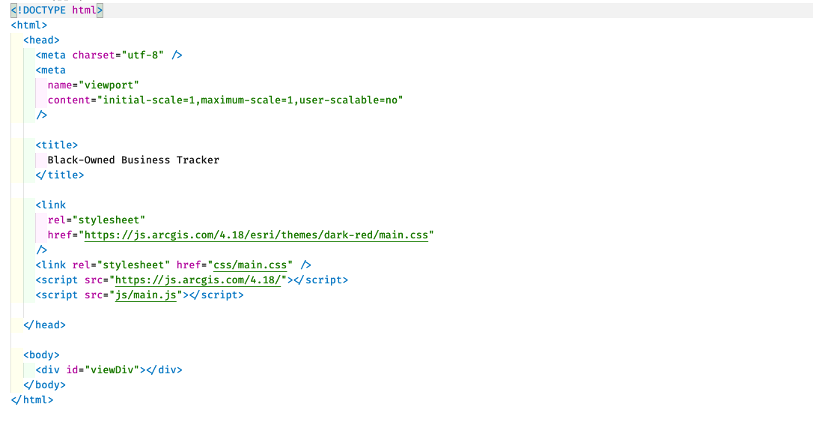 <!DOCTYPE html>
<html>
<head>
<meta charset="utf-8" />
<meta
name="viewport"
content="initial-scale=1,maximum-scale=1,user-scalable=no"
/>
<title>
Black-Owned Business Tracker
</title>
<link
rel="stylesheet"
href="https://js.arcgis.com/4.18/esri/themes/dark-red/main.css"
/>
<link rel="stylesheet" href="css/main.css" />
<script src="https://js.arcgis.com/4.18/"></script>
<script src="js/main.js"></script>
</head>
<body>
<div id="viewDiv"></div>
</body>
</html>